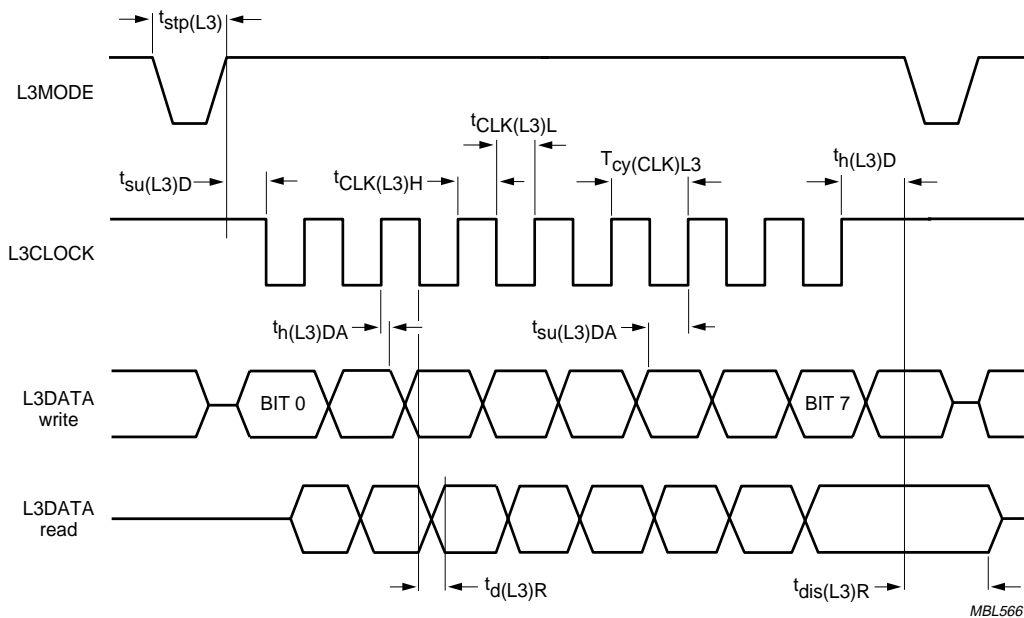 tstp(L3)
L3MODE
tCLK(L3)L
tsu(L3)D
tCLK(L3)H
Tcy(CLK)L3
th(L3)D
L3CLOCK
th(L3)DA
tsu(L3)DA
L3DATA
write
BIT 0
BIT 7
L3DATA
read
td(L3)R
tdis(L3)R
MBL566